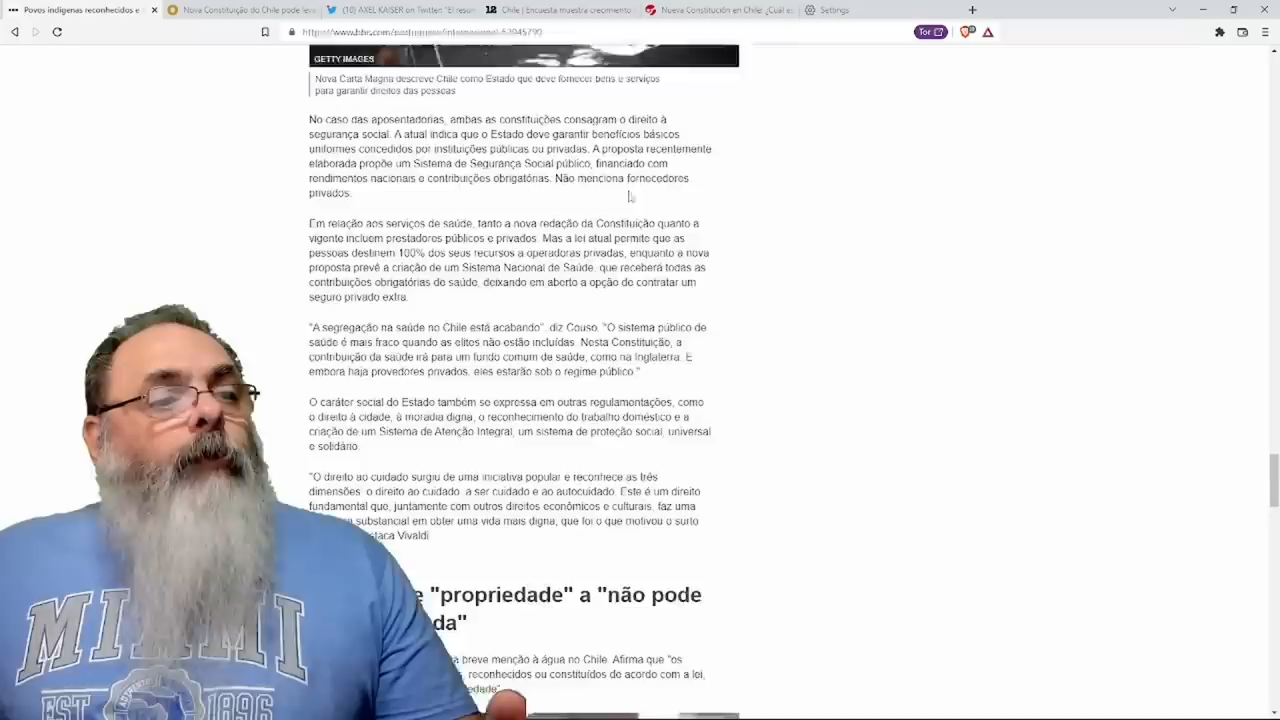 Povos indígenas reconhecidos e
Nova Constituição do Chile pode leva
(10) AXEL KAISER on Twitter "El resu
Chile | Encuesta muestra crecimiento
Nueva Constitución en Chile: ¿Cuál es
Settings
https://www.bbc.com/portuguese/internacional-
Tor
GETTY IMAGES
Nova Carta Magna descreve Chile como Estado que deve fornecer bens e serviços
para garantir direitos das pessoas
No caso das aposentadorias, ambas as constituições consagram o direito à
segurança social. A atual indica que o Estado deve garantir benefícios básicos
uniformes concedidos por instituições públicas ou privadas. A proposta recentemente
elaborada propõe um Sistema de Segurança Social público, financiado com
rendimentos nacionais e contribuições obrigatórias. Não menciona fornecedores
privados.
Em relação aos serviços de saúde, tanto a nova redação da Constituição quanto a
vigente incluem prestadores públicos e privados. Mas a lei atual permite que as
pessoas destinem 100% dos seus recursos a operadoras privadas, enquanto a nova
proposta prevê a criação de um Sistema Nacional de Saúde, que receberá todas as
contribuições obrigatórias de saúde, deixando em aberto a opção de contratar um
seguro privado extra.
"A segregação na saúde no Chile está acabando", diz Couso. "O sistema público de
saúde é mais fraco quando as elites não estão incluídas. Nesta Constituição, a
contribuição da saúde irá para um fundo comum de saúde, como na Inglaterra. E
embora haja provedores privados, eles estarão sob o regime público."
O caráter social do Estado também se expressa em outras regulamentações, como
o direito à cidade, à moradia digna, o reconhecimento do trabalho doméstico e a
criação de um Sistema de Atenção Integral, um sistema de proteção social, universal
e solidário.
"O direito ao cuidado surgiu de uma iniciativa popular e reconhece as três
dimensões: o direito ao cuidado, a ser cuidado e ao autocuidado. Este é um direito
fundamental que, juntamente com outros direitos econômicos e culturais, faz uma
substancial em obter uma vida mais digna, que foi o que motivou o surto
staca Vivaldi
e "propriedade" a "não pode
da"
a breve menção à água no Chile. Afirma que "os
, reconhecidos ou constituídos de acordo com a lei,
edade"
MIAMI
EST 1896